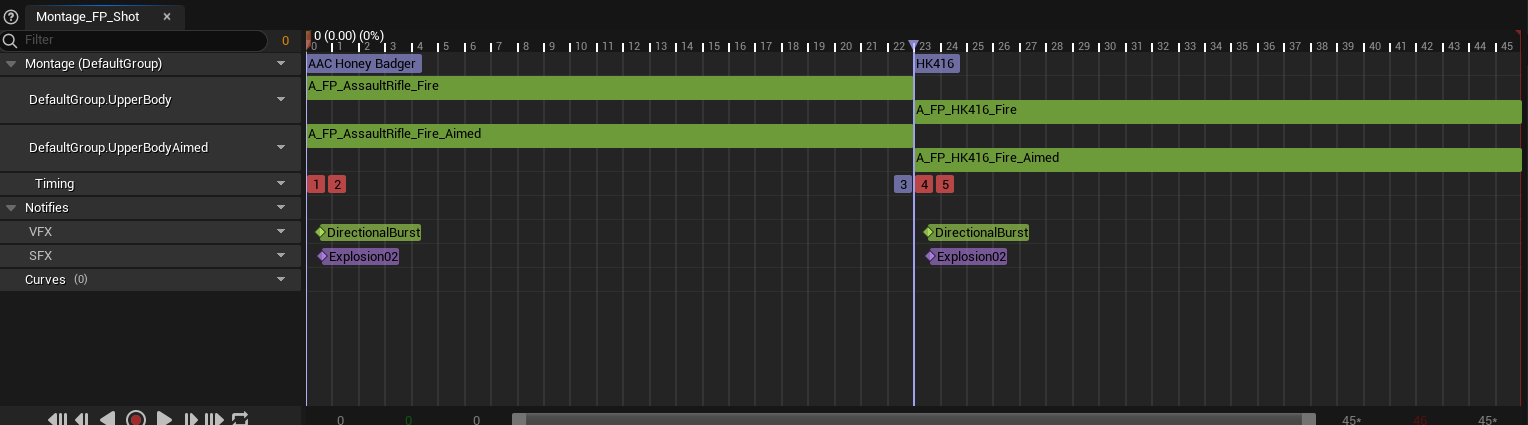 Montage_FP_Shot ×
Filter 0
0 (0.00) (0%)
0 1 2 3 4 5 6 7 8 9 10 11 12 13 14 15 16 17 18 19 20 21 22 23 24 25 26 27 28 29 30 31 32 33 34 35 36 37 38 39 40 41 42 43 44 45
Montage (DefaultGroup)
AAC Honey Badger HK416
A_FP_AssaultRifle_Fire
DefaultGroup.UpperBody
A_FP_HK416_Fire
A_FP_AssaultRifle_Fire_Aimed
DefaultGroup.UpperBodyAimed
A_FP_HK416_Fire_Aimed
Timing 1 2 3 4 5
Notifies
VFX DirectionalBurst DirectionalBurst
SFX Explosion02 Explosion02
Curves (0)
0 0 0 45* 46 45*